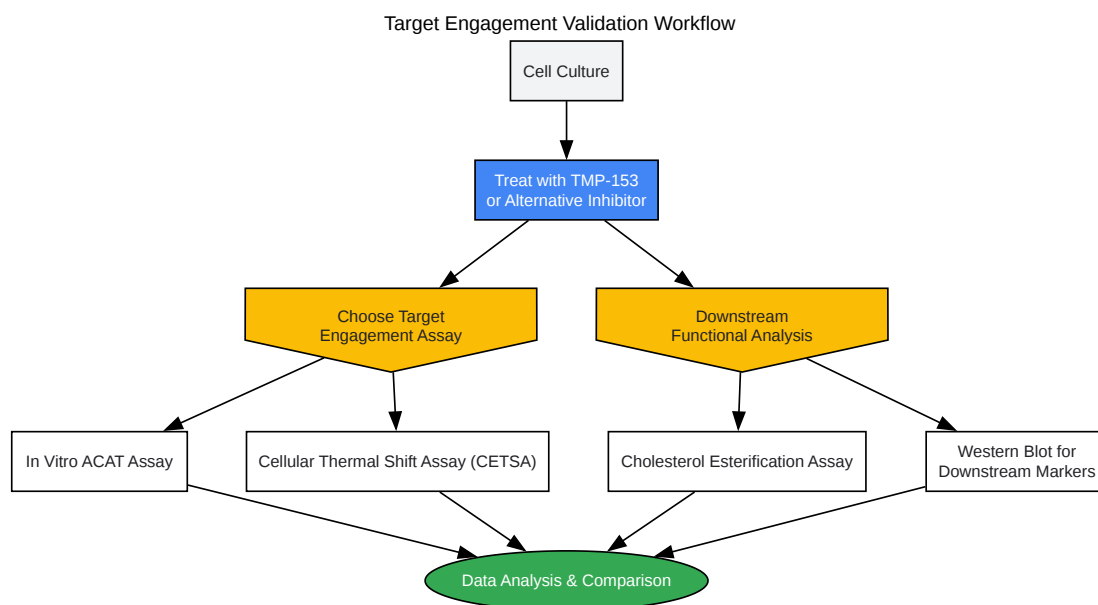 Target Engagement Validation Workflow
Cell Culture
Treat with TMP-153
or Alternative Inhibitor
Choose Target
Engagement Assay
Downstream
Functional Analysis
In Vitro ACAT Assay
Cellular Thermal Shift Assay (CETSA)
Cholesterol Esterification Assay
Western Blot for
Downstream Markers
Data Analysis & Comparison